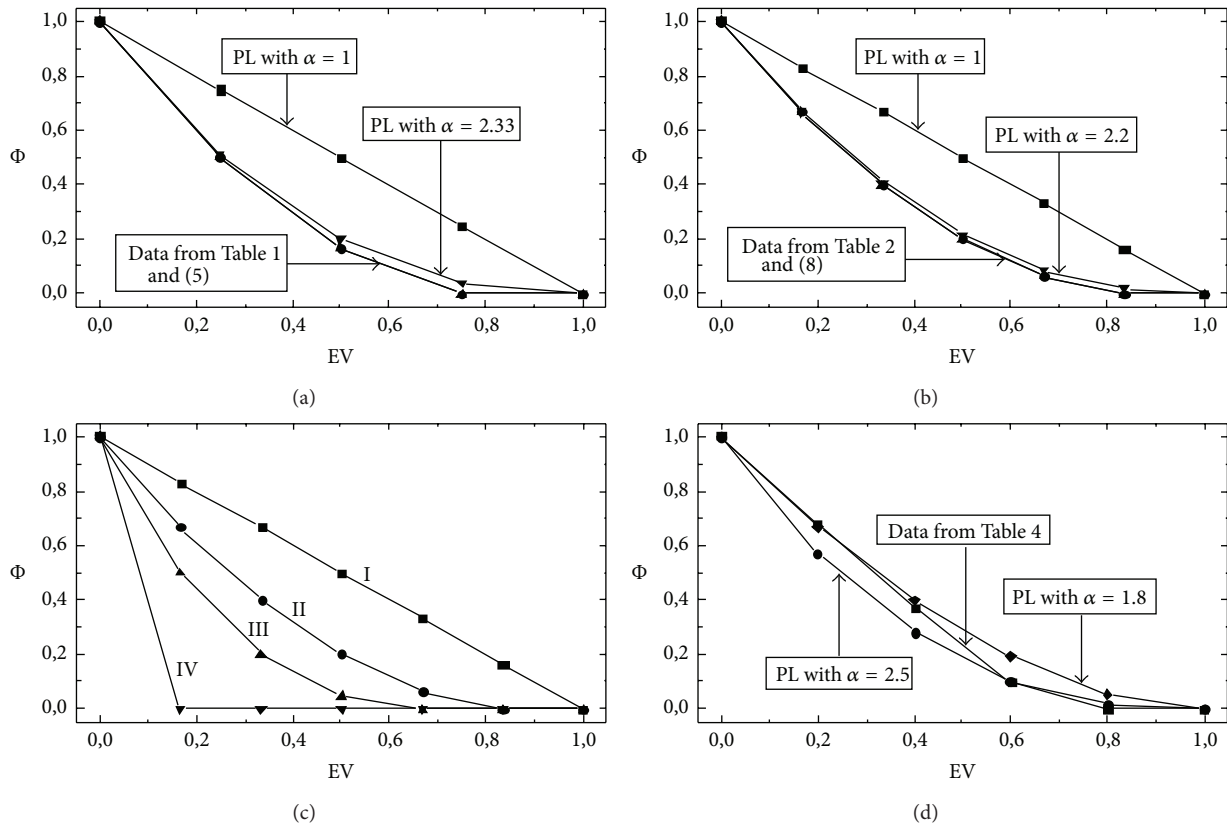 1,0
0,8
0,6
0,4
0,2
0,0
Φ
PL with α = 1
PL with α = 2.33
Data from Table 1
and (5)
0,0 0,2 0,4 0,6 0,8 1,0
EV
(a)
1,0
0,8
0,6
0,4
0,2
0,0
Φ
PL with α = 1
PL with α = 2.2
Data from Table 2
and (8)
0,0 0,2 0,4 0,6 0,8 1,0
EV
(b)
1,0
0,8
0,6
0,4
0,2
0,0
Φ
I
II
III
IV
0,0 0,2 0,4 0,6 0,8 1,0
EV
(c)
1,0
0,8
0,6
0,4
0,2
0,0
Φ
Data from Table 4
PL with α = 1.8
PL with α = 2.5
0,0 0,2 0,4 0,6 0,8 1,0
EV
(d)